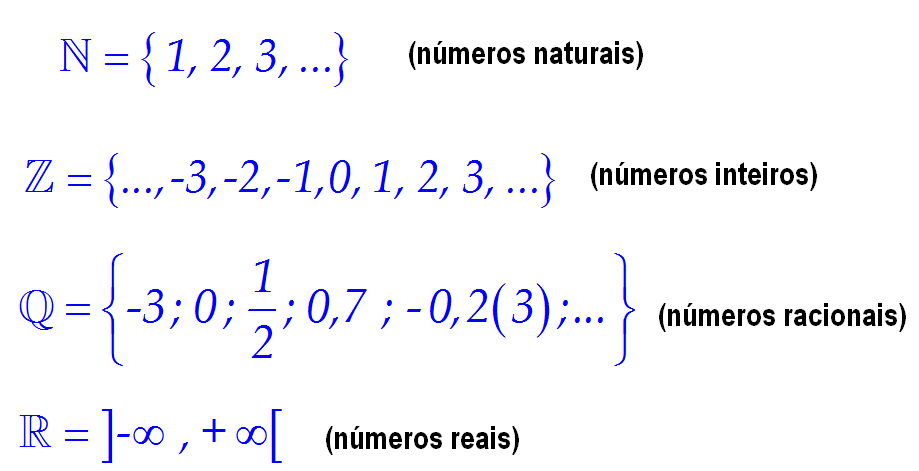 ℕ = { 1, 2, 3, ...} (números naturais)
ℤ = {..., -3, -2, -1, 0, 1, 2, 3, ...} (números inteiros)
ℚ = { -3 ; 0 ; 1/2 ; 0,7 ; - 0,2(3) ; ... } (números racionais)
ℝ = ]-∞ , + ∞[ (números reais)